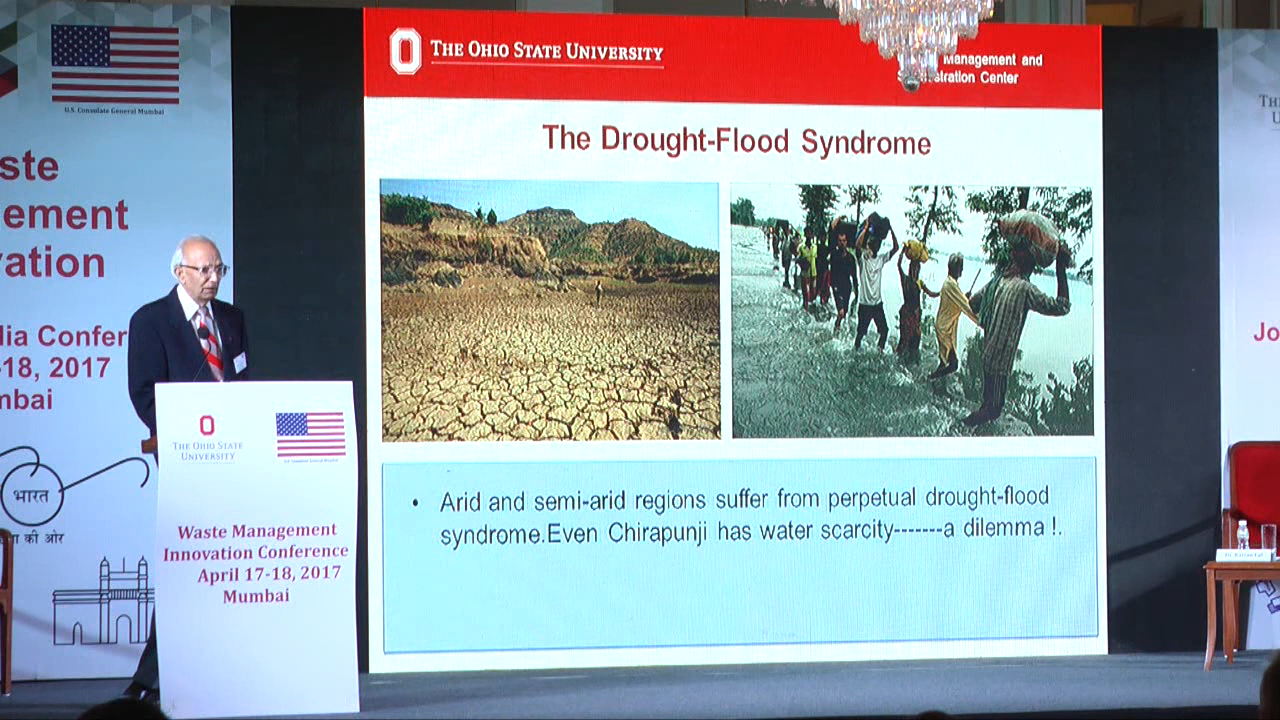 U.S. Consulate General Mumbai
ste
ement
ation
dia Confer
-18, 2017
mbai
भारत
की ओर
THE OHIO STATE UNIVERSITY
Management and
stration Center
The Drought-Flood Syndrome
• Arid and semi-arid regions suffer from perpetual drought-flood
syndrome.Even Chirapunji has water scarcity-------a dilemma !.
THE OHIO STATE
UNIVERSITY
Waste Management
Innovation Conference
April 17-18, 2017
Mumbai
Jo